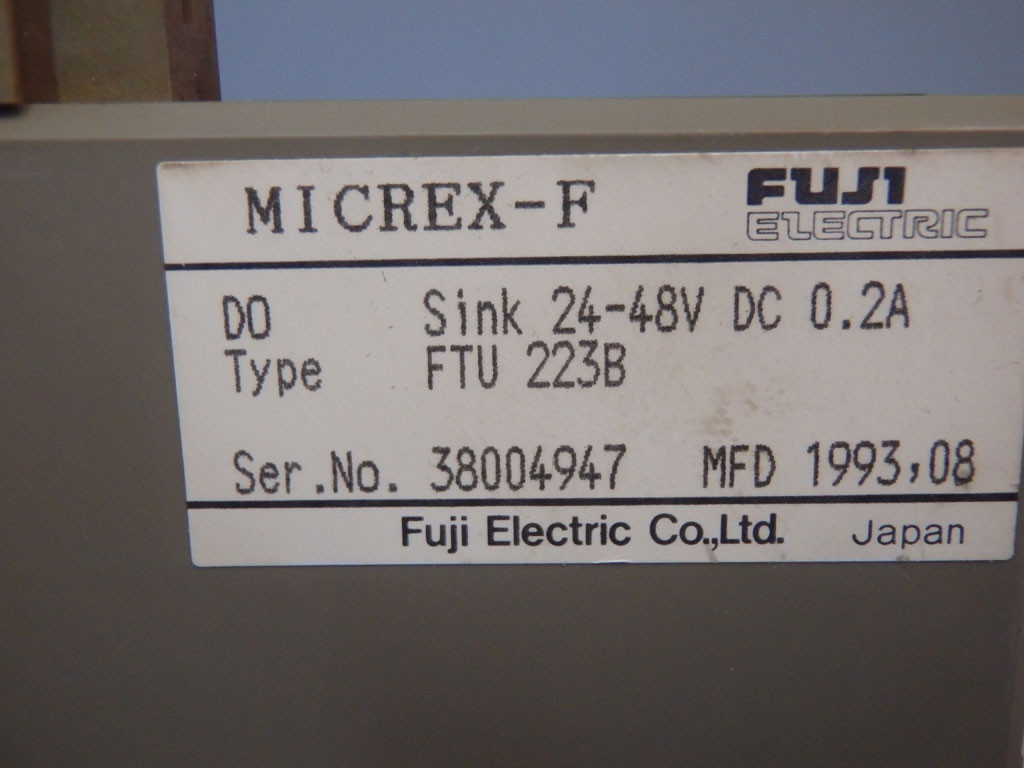 MICREX-F FUJI ELECTRIC
DO Sink 24-48V DC 0.2A
Type FTU 223B
Ser.No. 38004947 MFD 1993,08
Fuji Electric Co.,Ltd. Japan